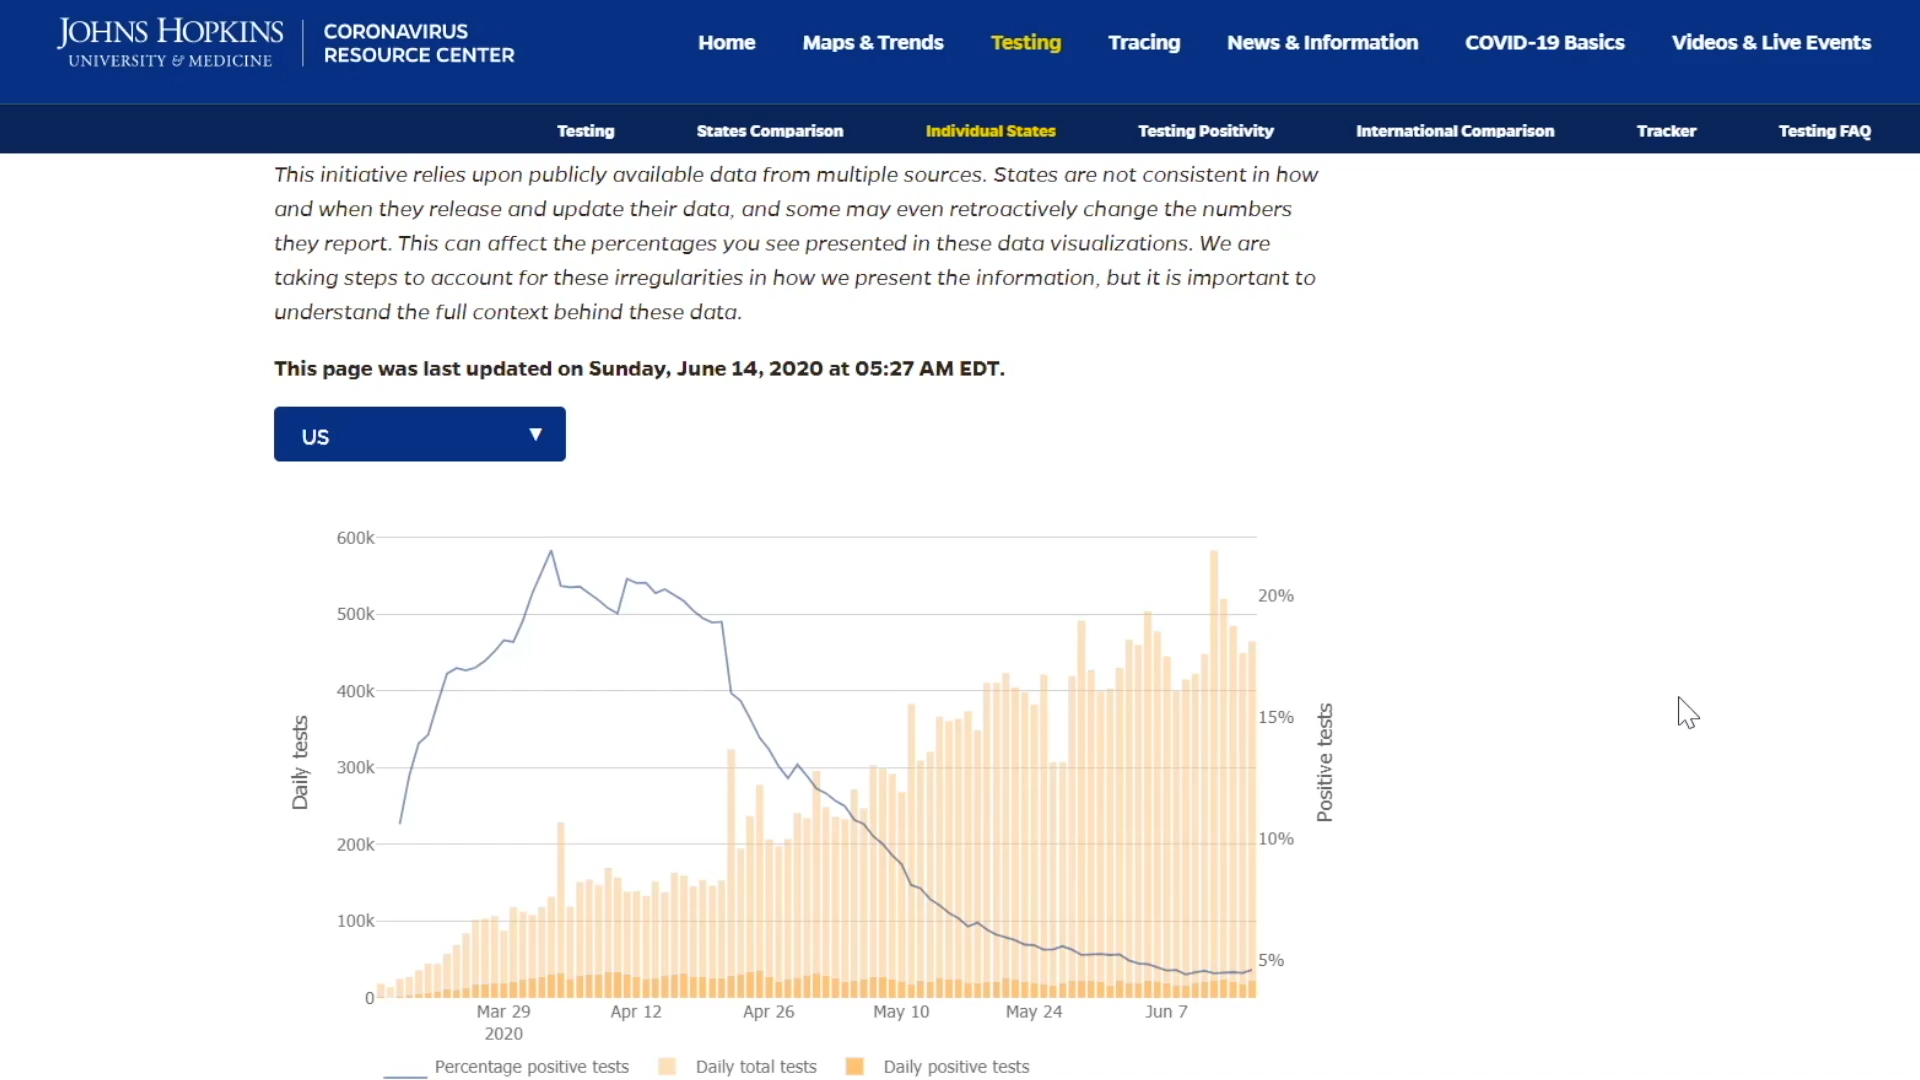 JOHNS HOPKINS
UNIVERSITY & MEDICINE
CORONAVIRUS
RESOURCE CENTER
Home
Maps & Trends
Testing
Tracing
News & Information
COVID-19 Basics
Videos & Live Events
Testing
States Comparison
Individual States
Testing Positivity
International Comparison
Tracker
Testing FAQ
This initiative relies upon publicly available data from multiple sources. States are not consistent in how
and when they release and update their data, and some may even retroactively change the numbers
they report. This can affect the percentages you see presented in these data visualizations. We are
taking steps to account for these irregularities in how we present the information, but it is important to
understand the full context behind these data.
This page was last updated on Sunday, June 14, 2020 at 05:27 AM EDT.
US
600k
500k
400k
300k
200k
100k
0
Daily tests
20%
15%
10%
5%
Positive tests
Mar 29
2020
Apr 12
Apr 26
May 10
May 24
Jun 7
Percentage positive tests
Daily total tests
Daily positive tests